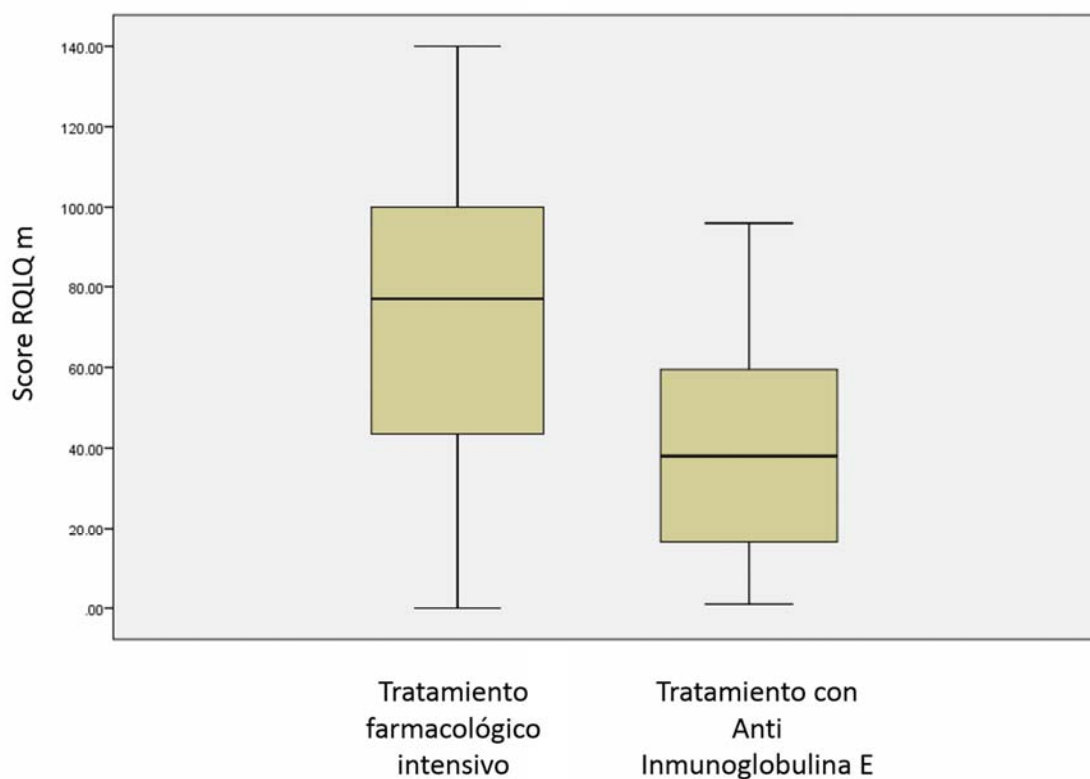 140.00
120.00
100.00
80.00
60.00
40.00
20.00
.00
Score RQLQ m
Tratamiento
farmacológico
intensivo
Tratamiento con
Anti
Inmunoglobulina E